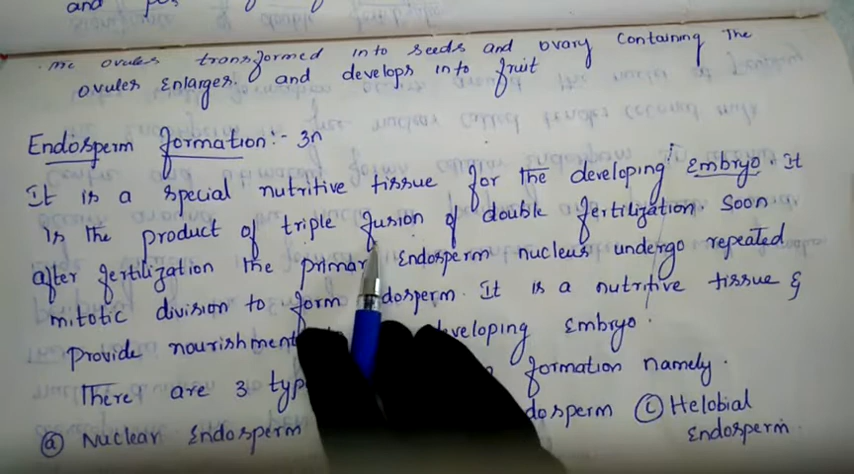 and
The ovules transformed into seeds and ovary containing the
ovules enlarges. and develops into fruit
Endosperm formation:- 3n
It is a special nutritive tissue for the developing embryo. It
is the product of triple fusion of double fertilization. Soon
after fertilization the primar Endosperm nucleus undergo repeated
mitotic division to form dosperm. It is a nutritive tissue &
Provide nourishment developing Embryo.
There are 3 typ formation namely.
(a) Nuclear Endosperm dosperm (c) Helobial
Endosperm.